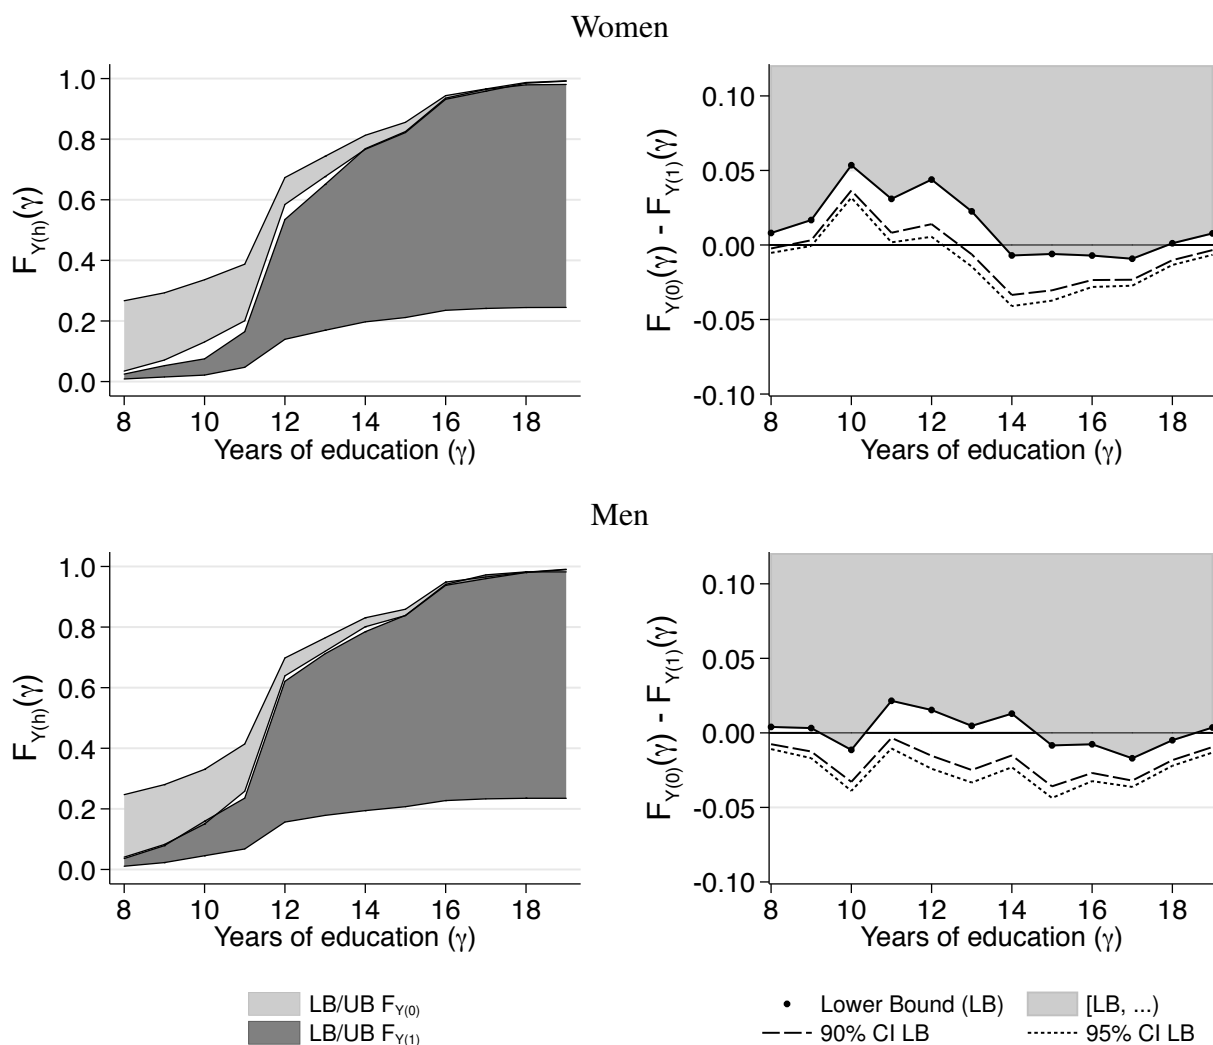 Women
1.0
0.8
0.6
0.4
0.2
0.0
F_Y(h)(γ)
8 10 12 14 16 18
Years of education (γ)
0.10
0.05
0.00
-0.05
-0.10
F_Y(0)(γ) - F_Y(1)(γ)
8 10 12 14 16 18
Years of education (γ)
Men
1.0
0.8
0.6
0.4
0.2
0.0
F_Y(h)(γ)
8 10 12 14 16 18
Years of education (γ)
0.10
0.05
0.00
-0.05
-0.10
F_Y(0)(γ) - F_Y(1)(γ)
8 10 12 14 16 18
Years of education (γ)
LB/UB F_Y(0)
LB/UB F_Y(1)
Lower Bound (LB) [LB, ...)
90% CI LB 95% CI LB